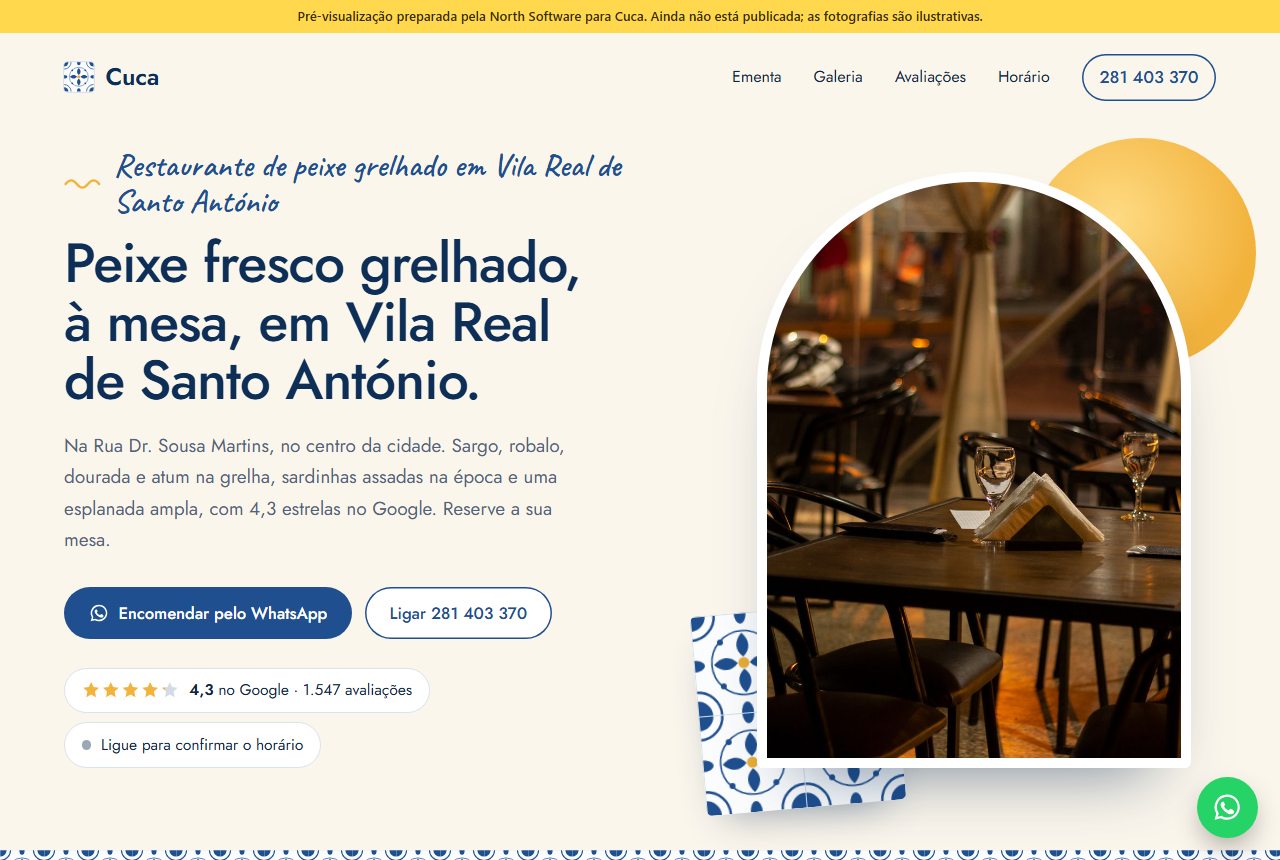 Pré-visualização preparada pela North Software para Cuca. Ainda não está publicada; as fotografias são ilustrativas.
Cuca
Ementa
Galeria
Avaliações
Horário
281 403 370
Restaurante de peixe grelhado em Vila Real de
Santo António
Peixe fresco grelhado,
à mesa, em Vila Real
de Santo António.
Na Rua Dr. Sousa Martins, no centro da cidade. Sargo, robalo,
dourada e atum na grelha, sardinhas assadas na época e uma
esplanada ampla, com 4,3 estrelas no Google. Reserve a sua
mesa.
Encomendar pelo WhatsApp
Ligar 281 403 370
4,3 no Google · 1.547 avaliações
Ligue para confirmar o horário